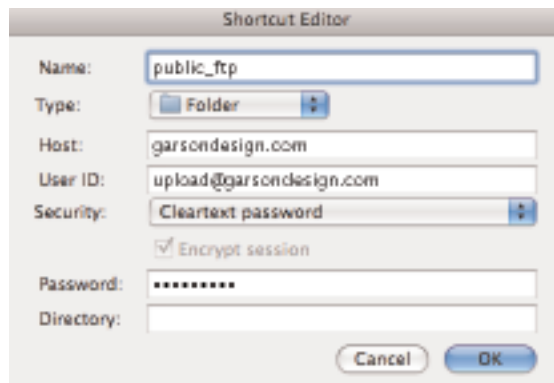 Shortcut Editor
Name: public_ftp
Type: Folder
Host: garsondesign.com
User ID: upload@garsondesign.com
Security: Cleartext password
Encrypt session
Password: •••••••••
Directory:
Cancel OK